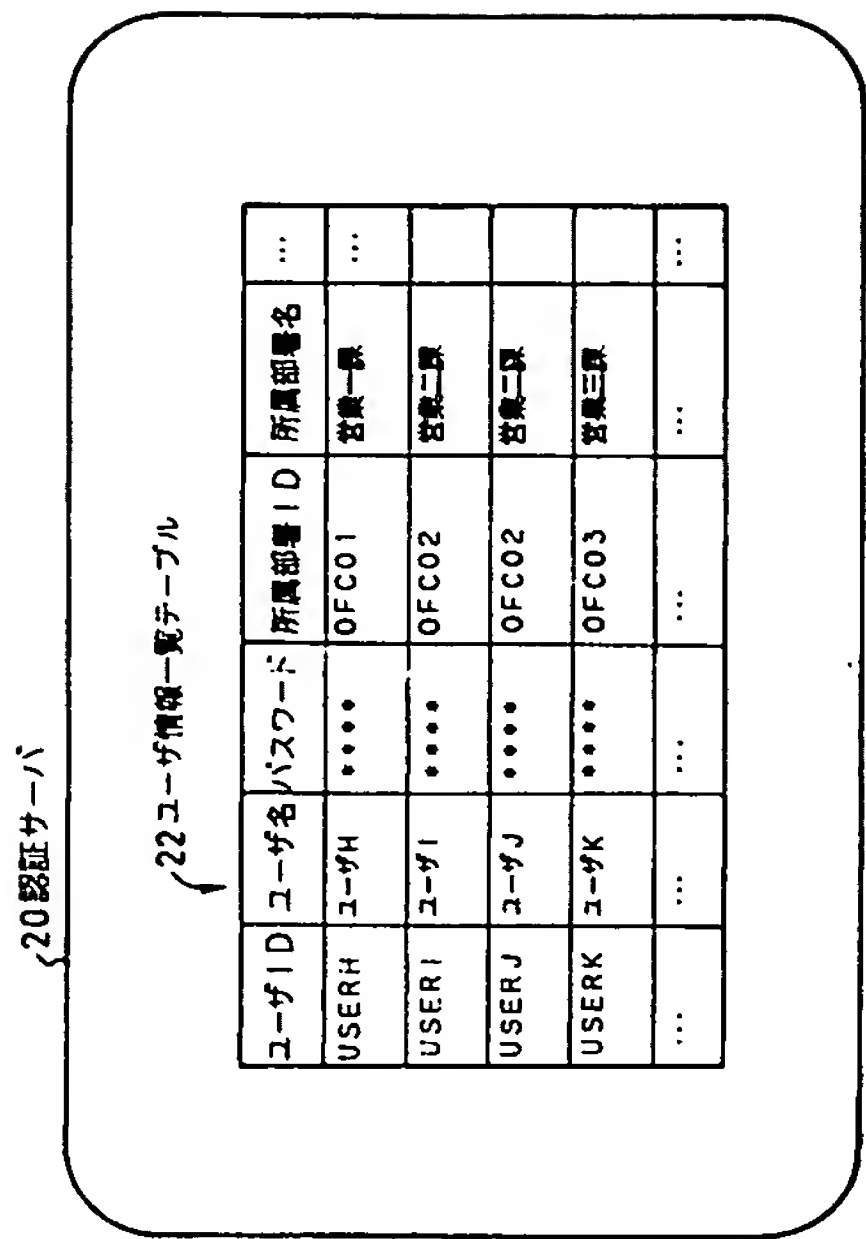 20認証サーバ
22ユーザ情報一覧テーブル
ユーザID ユーザ名 パスワード 所属部署ID 所属部署名 ...
USERH ユーザH **** OFC01 営業一課 ...
USERI ユーザI **** OFC02 営業二課
USERJ ユーザJ **** OFC02 営業二課
USERK ユーザK **** OFC03 営業三課
... ... ... ... ... ...